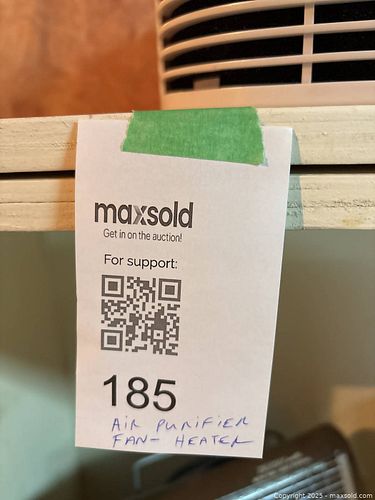 maxsold
Get in on the auction!
For support:
185
AIR PURIFIER
FAN- HEATER
Copyright 2025 - maxsold.com